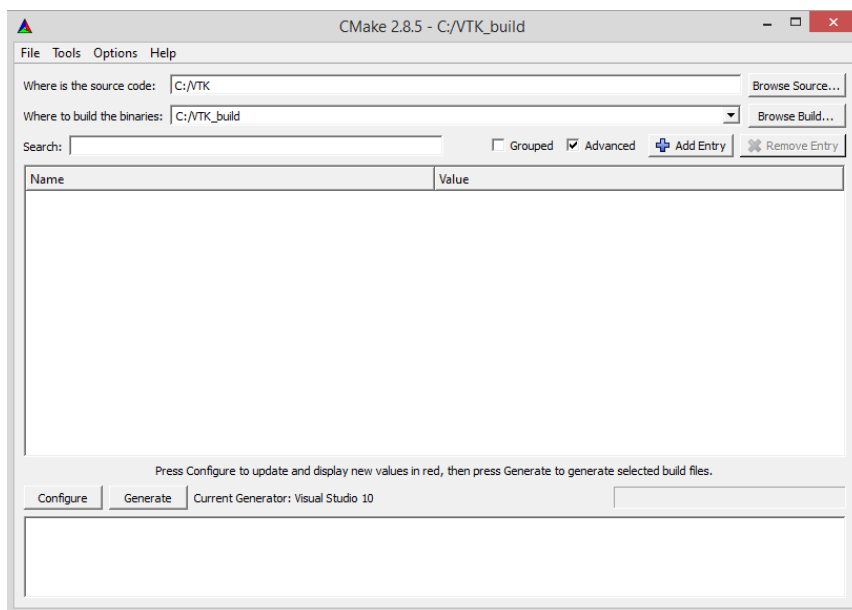 CMake 2.8.5 - C:/VTK_build
File Tools Options Help
Where is the source code: C:/VTK Browse Source...
Where to build the binaries: C:/VTK_build Browse Build...
Search: Grouped Advanced Add Entry Remove Entry
Name Value
Press Configure to update and display new values in red, then press Generate to generate selected build files.
Configure Generate Current Generator: Visual Studio 10